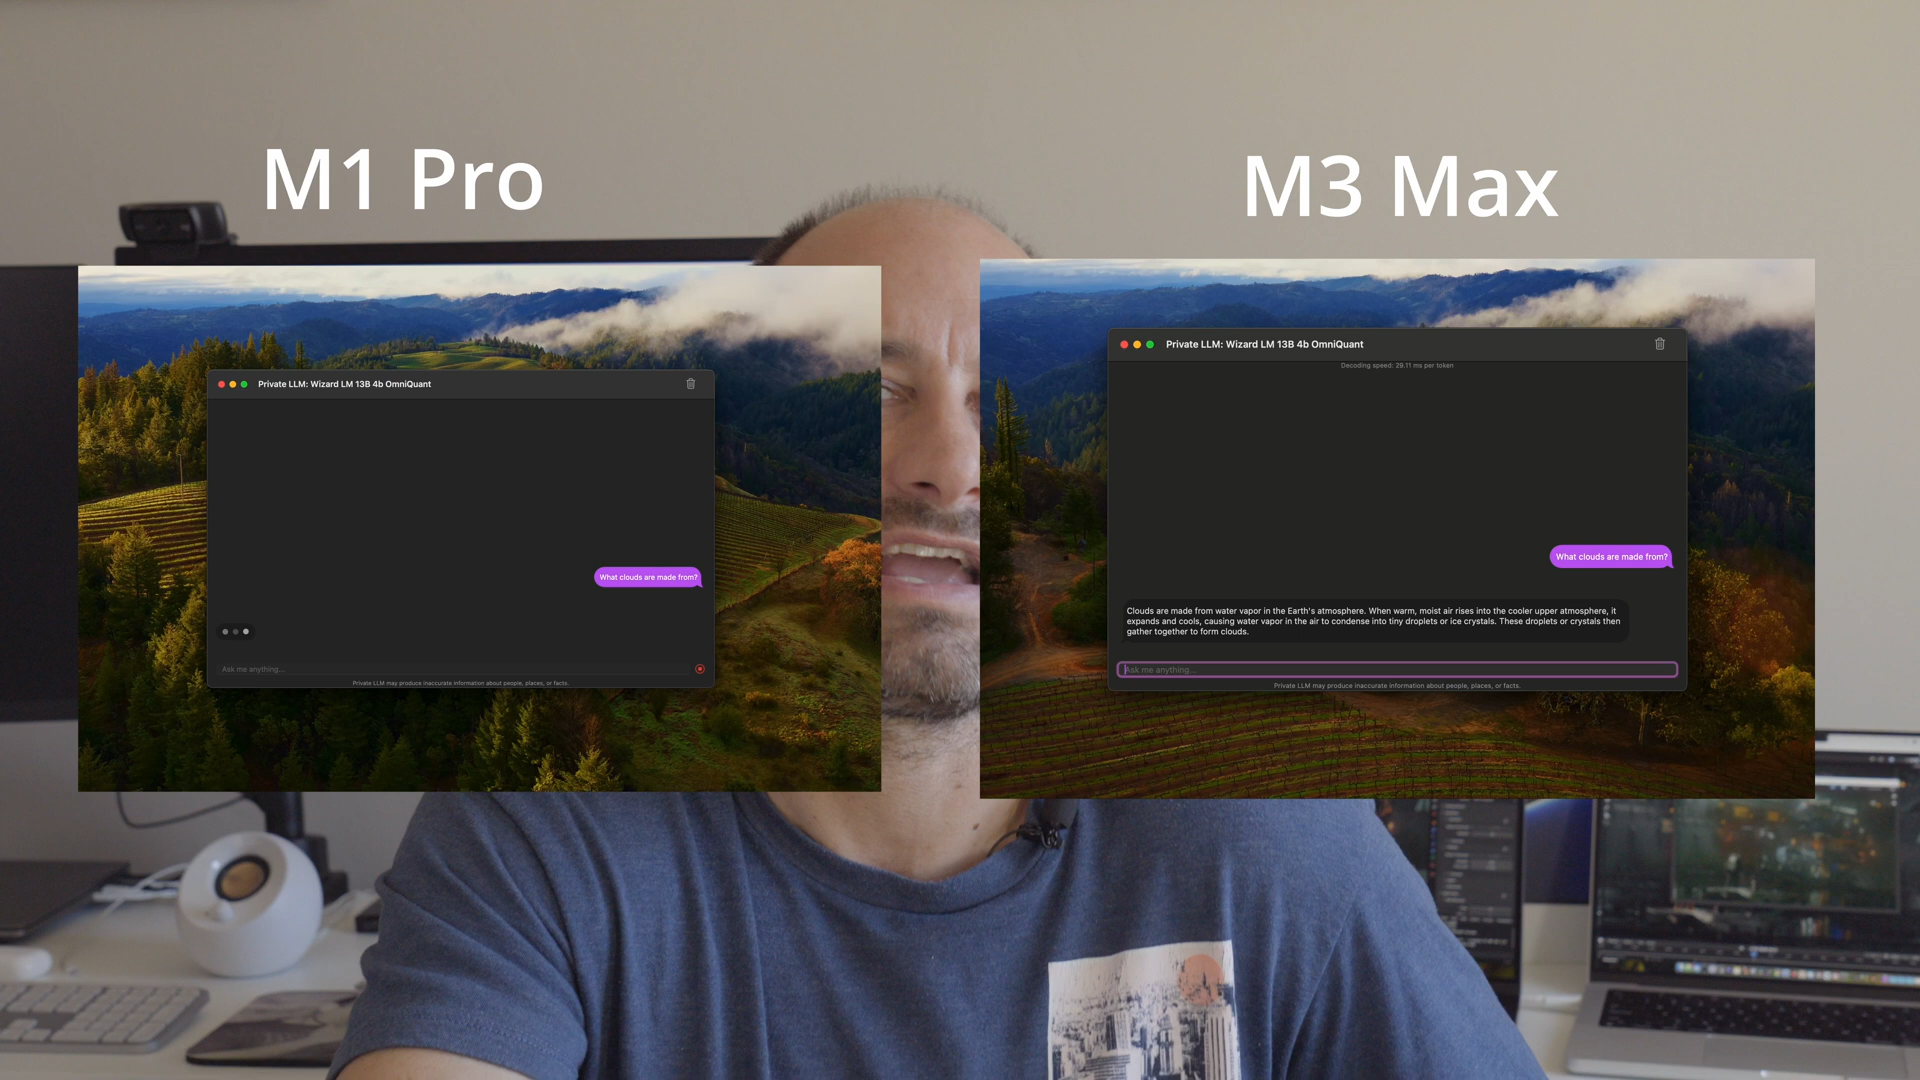 M1 Pro
M3 Max
Private LLM: Wizard LM 13B 4b OmniQuant
What clouds are made from?
Ask me anything...
Private LLM may produce inaccurate information about people, places, or facts.
Private LLM: Wizard LM 13B 4b OmniQuant
Decoding speed: 29.11 ms per token
What clouds are made from?
Clouds are made from water vapor in the Earth's atmosphere. When warm, moist air rises into the cooler upper atmosphere, it
expands and cools, causing water vapor in the air to condense into tiny droplets or ice crystals. These droplets or crystals then
gather together to form clouds.
Ask me anything...
Private LLM may produce inaccurate information about people, places, or facts.